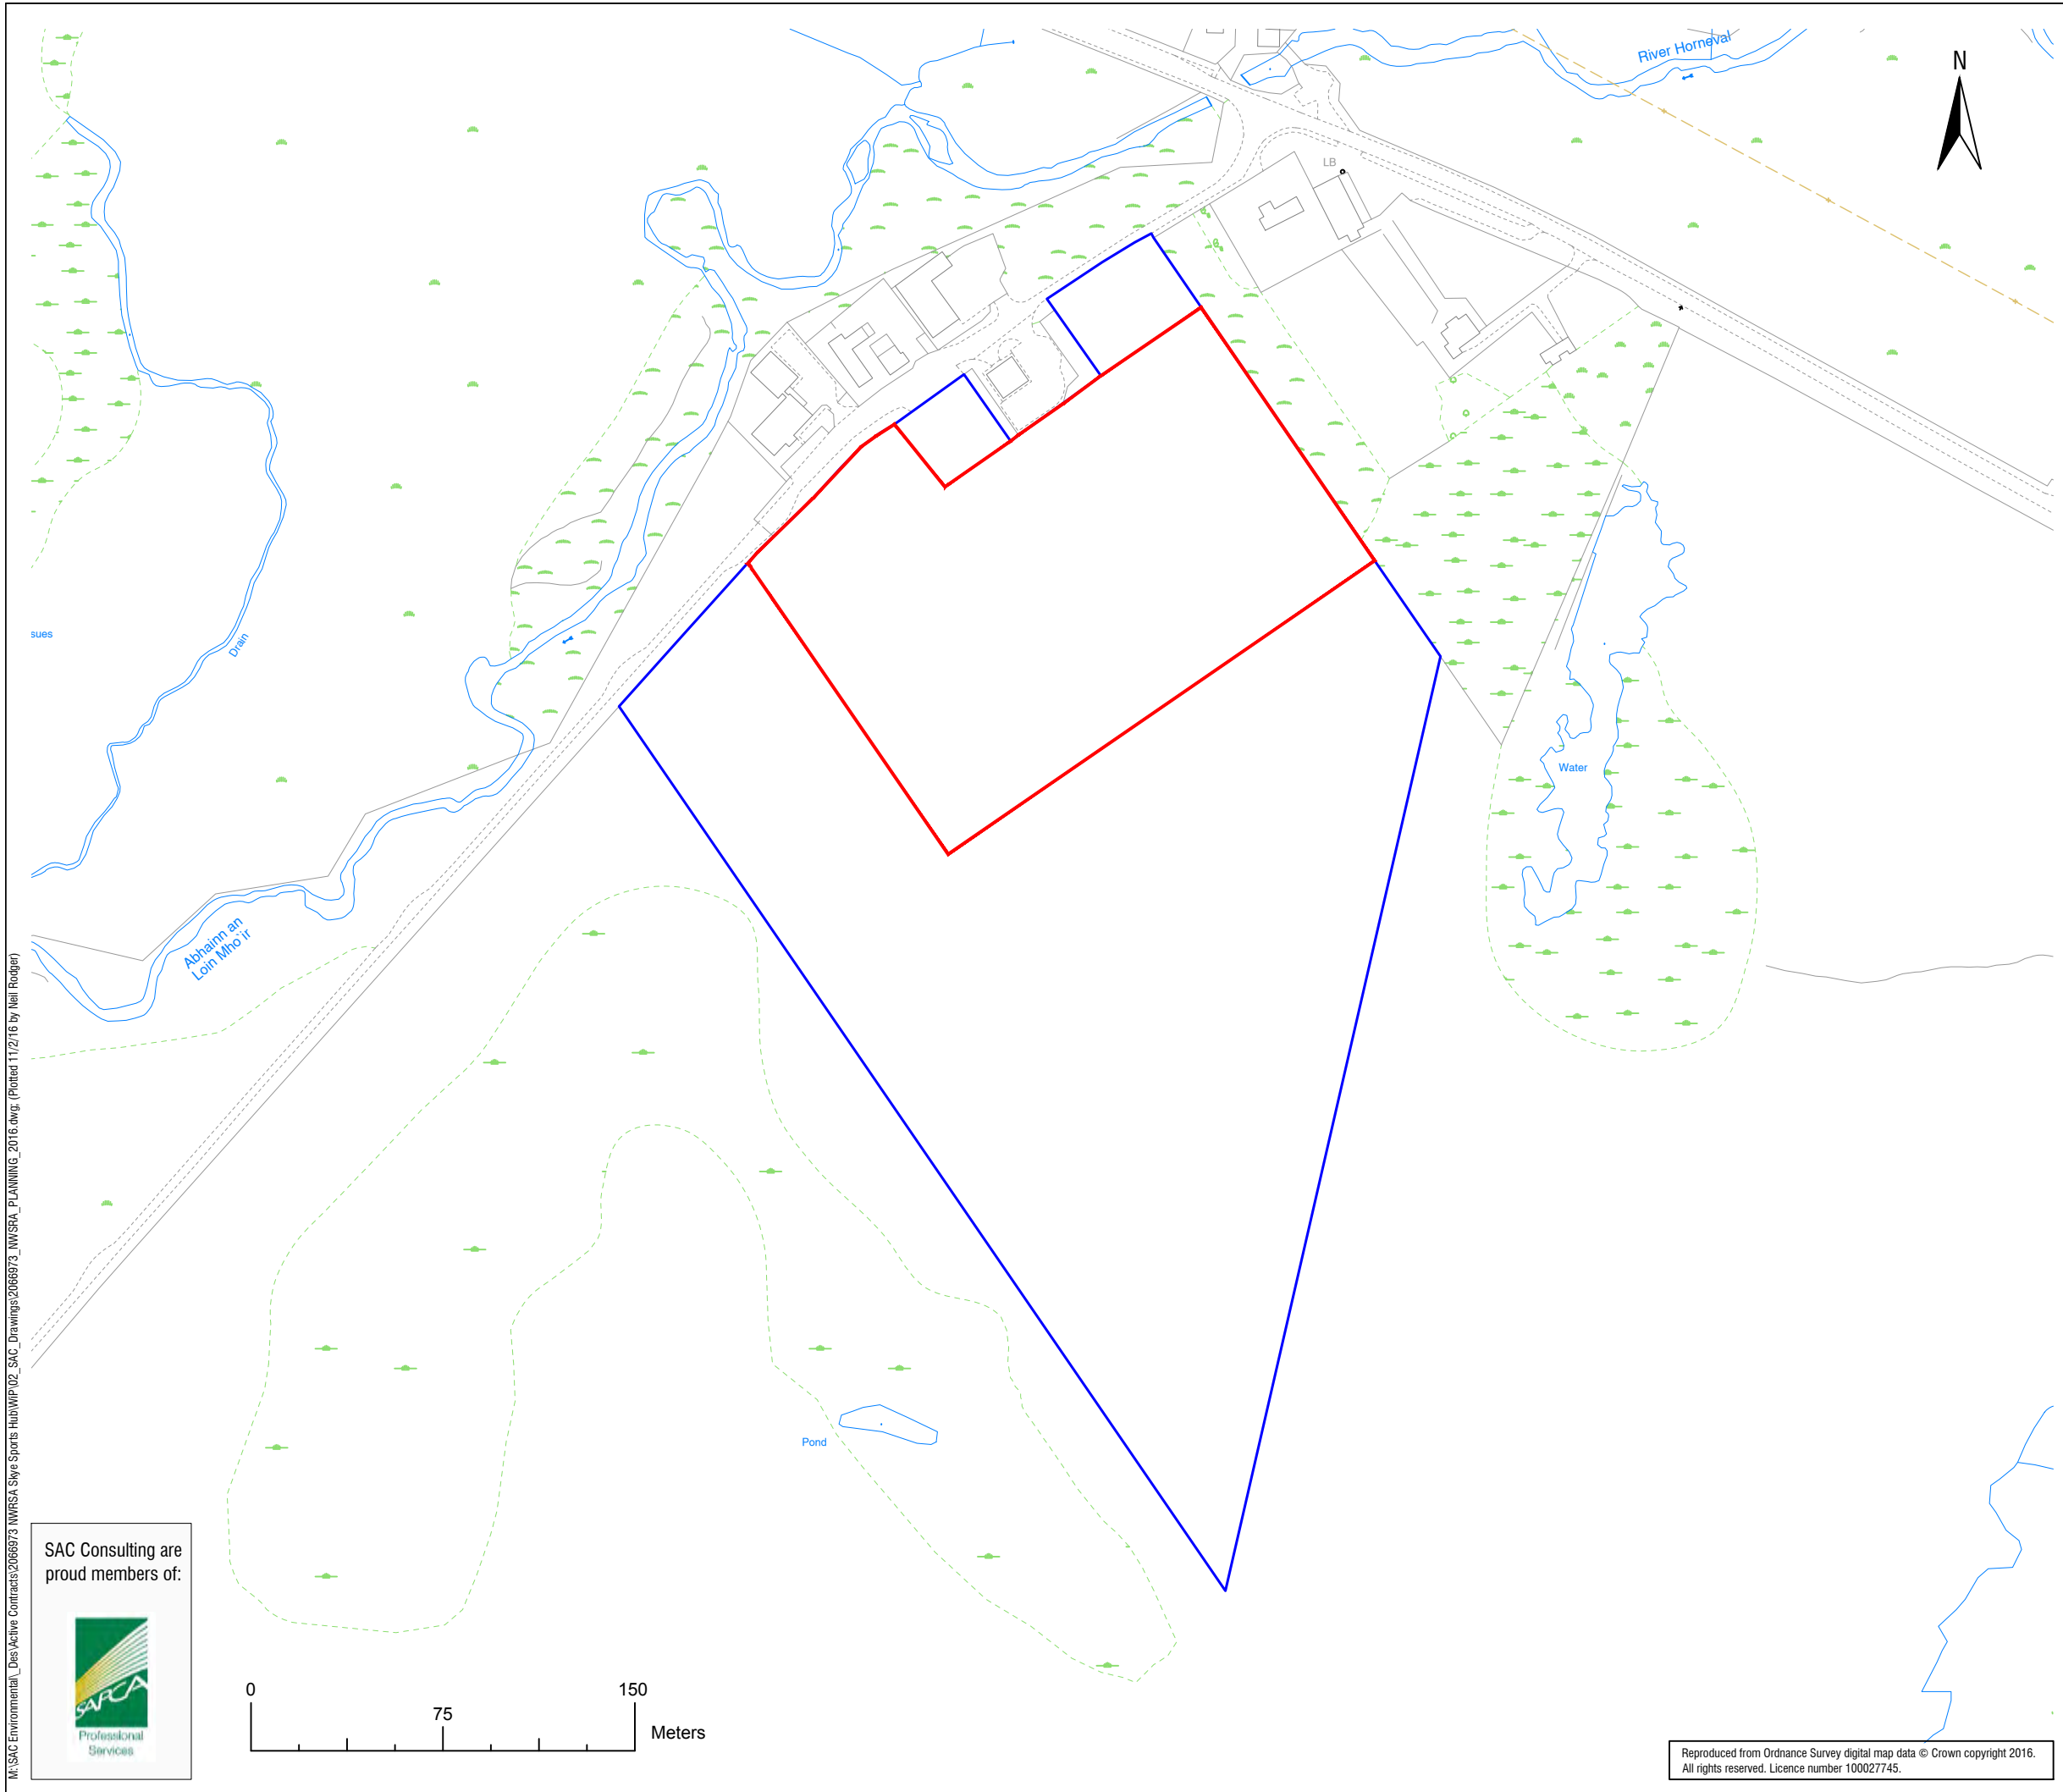 River Horneval
N
LB
sues
Drain
Water
Abhainn an
Loin Mho`ir
Pond
M:\SAC Environmental\_Des\Active Contracts\2066973 NWRSA Skye Sports Hub\WiP\02_SAC_Drawings\2066973_NWSRA_PLANNING_2016.dwg; (Plotted 11/2/16 by Neil Rodger)
SAC Consulting are
proud members of:
SAPCA
Professional
Services
0
75
150
Meters
Reproduced from Ordnance Survey digital map data © Crown copyright 2016.
All rights reserved. Licence number 100027745.